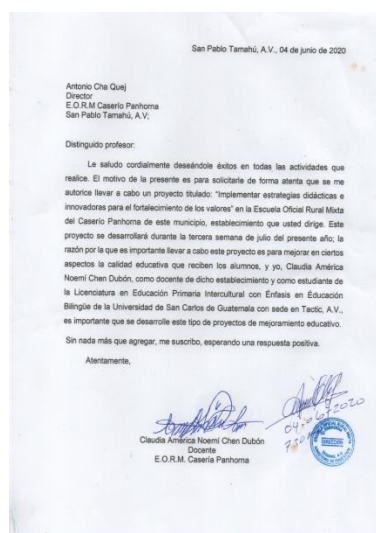 San Pablo Tamahú, A.V., 04 de junio de 2020
Antonio Cha Quej
Director
E.O.R.M Caserío Panhorna
San Pablo Tamahú, A.V;
Distinguido profesor:
Le saludo cordialmente deseándole éxitos en todas las actividades que
realice. El motivo de la presente es para solicitarle de forma atenta que se me
autorice llevar a cabo un proyecto titulado: “Implementar estrategias didácticas e
innovadoras para el fortalecimiento de los valores” en la Escuela Oficial Rural Mixta
del Caserío Panhorna de este municipio, establecimiento que usted dirige. Este
proyecto se desarrollará durante la tercera semana de julio del presente año; la
razón por la que es importante llevar a cabo este proyecto es para mejorar en ciertos
aspectos la calidad educativa que reciben los alumnos, y yo, Claudia América
Noemí Chen Dubón, como docente de dicho establecimiento y como estudiante de
la Licenciatura en Educación Primaria Intercultural con Énfasis en Educación
Bilingüe de la Universidad de San Carlos de Guatemala con sede en Tactic, A.V.,
es importante que se desarrolle este tipo de proyectos de mejoramiento educativo.
Sin nada más que agregar, me suscribo, esperando una respuesta positiva.
Atentamente,
04-06-2020
Claudia América Noemí Chen Dubón
Docente
E.O.R.M. Casería Panhorna
DIRECCION